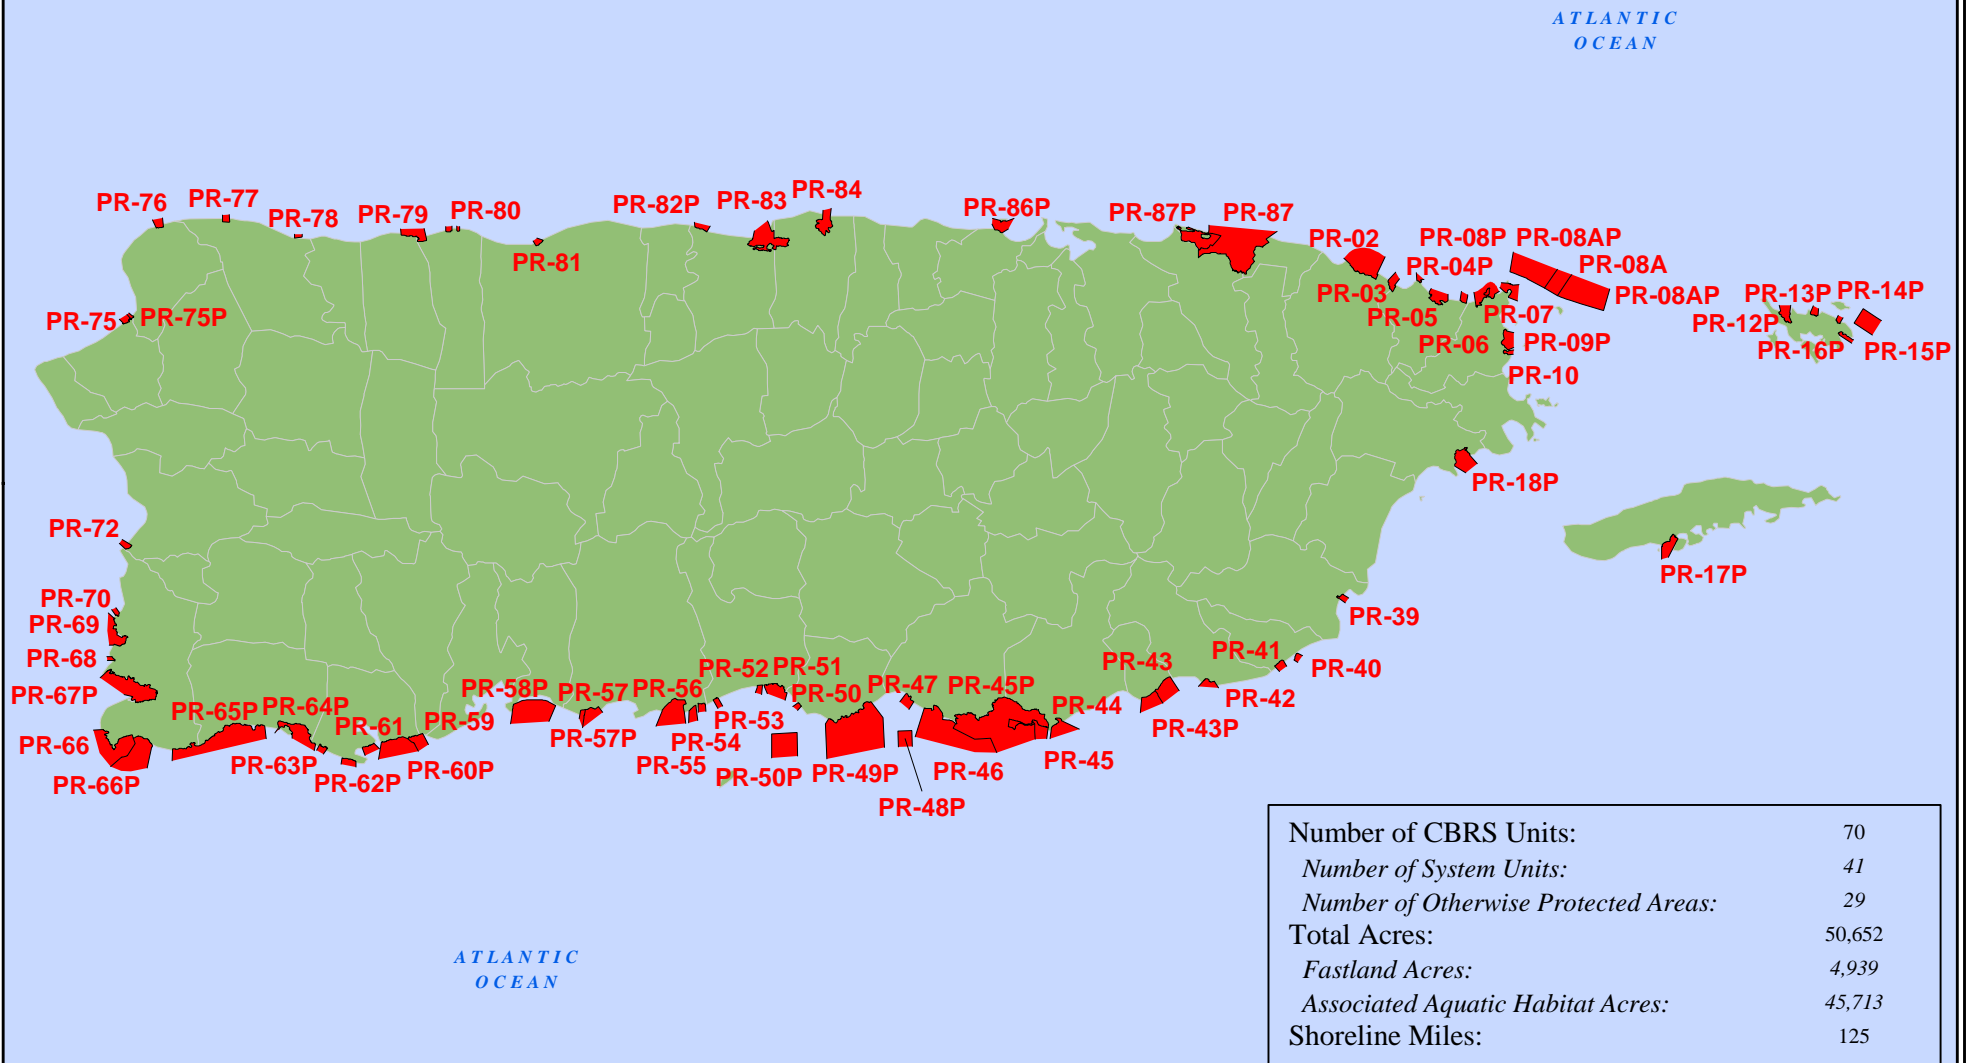 ATLANTIC
OCEAN
PR-76
PR-77
PR-78
PR-79
PR-80
PR-81
PR-82P
PR-83
PR-84
PR-86P
PR-87P
PR-87
PR-02
PR-03
PR-04P
PR-05
PR-06
PR-07
PR-08P
PR-08AP
PR-08A
PR-08AP
PR-09P
PR-10
PR-12P
PR-13P
PR-14P
PR-15P
PR-16P
PR-75
PR-75P
PR-18P
PR-17P
PR-72
PR-70
PR-69
PR-68
PR-67P
PR-66
PR-66P
PR-65P
PR-64P
PR-63P
PR-62P
PR-61
PR-60P
PR-59
PR-58P
PR-57
PR-57P
PR-56
PR-55
PR-54
PR-53
PR-52
PR-51
PR-50
PR-50P
PR-49P
PR-48P
PR-47
PR-46
PR-45P
PR-45
PR-44
PR-43
PR-43P
PR-42
PR-41
PR-40
PR-39
ATLANTIC
OCEAN
Number of CBRS Units: 70
Number of System Units: 41
Number of Otherwise Protected Areas: 29
Total Acres: 50,652
Fastland Acres: 4,939
Associated Aquatic Habitat Acres: 45,713
Shoreline Miles: 125